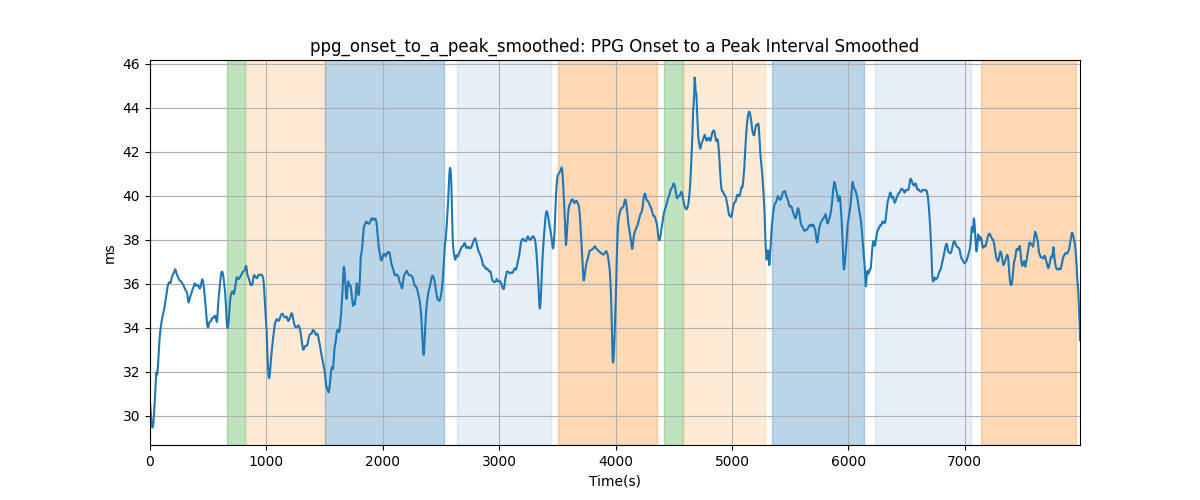 ppg_onset_to_a_peak_smoothed: PPG Onset to a Peak Interval Smoothed
46
44
42
40
38
36
34
32
30
ms
0 1000 2000 3000 4000 5000 6000 7000
Time(s)